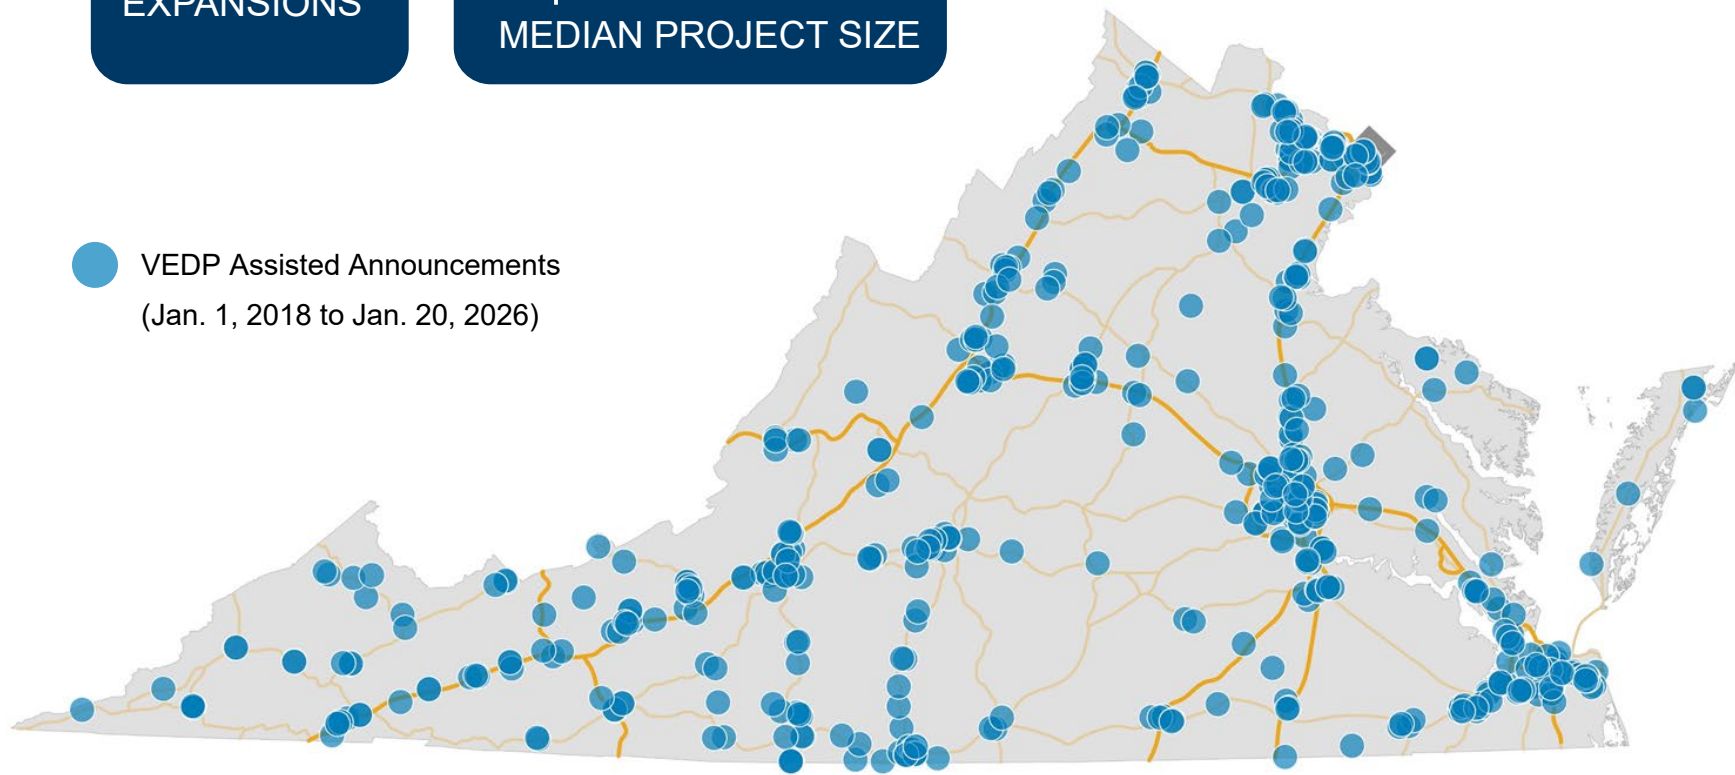 EXPANSIONS
MEDIAN PROJECT SIZE
VEDP Assisted Announcements
(Jan. 1, 2018 to Jan. 20, 2026)